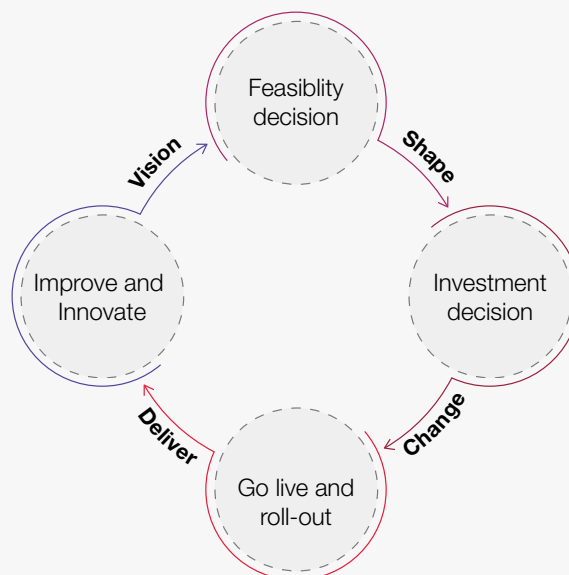 Feasiblity
decision
Vision
Shape
Improve and
Innovate
Investment
decision
Deliver
Change
Go live and
roll-out